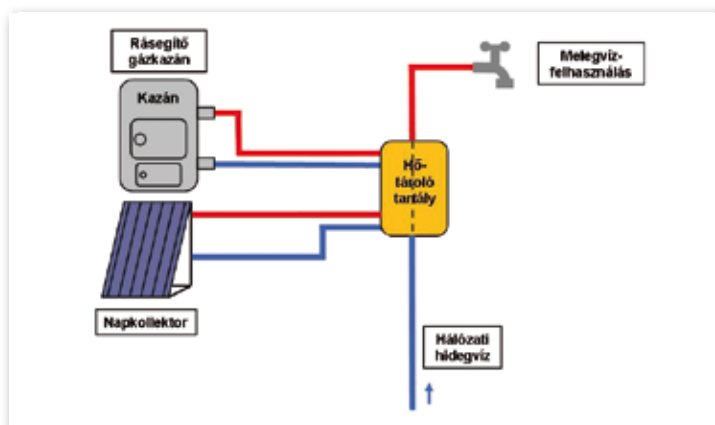 Rásegítő
gázkazán
Kazán
Melegvíz-
felhasználás
Hő-
tároló
tartály
Napkollektor
Hálózati
hidegvíz